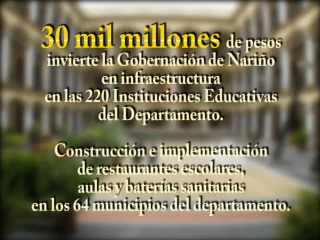 30 mil millones de pesos
invierte la Gobernación de Nariño
en infraestructura
en las 220 Instituciones Educativas
del Departamento.
Construcción e implementación
de restaurantes escolares,
aulas y baterías sanitarias
en los 64 municipios del departamento.